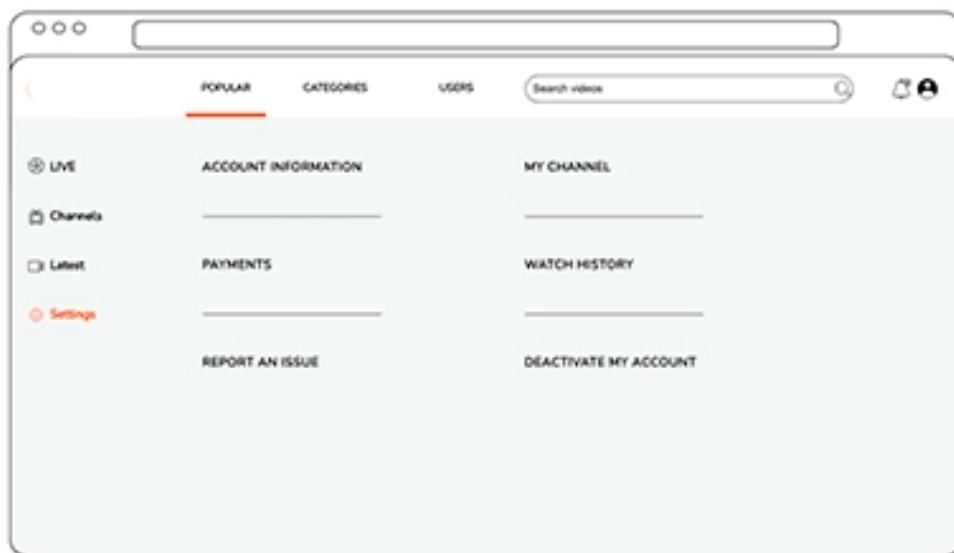 POPULAR CATEGORIES USERS Search videos
LIVE
Channels
Latest
Settings
ACCOUNT INFORMATION MY CHANNEL
PAYMENTS WATCH HISTORY
REPORT AN ISSUE DEACTIVATE MY ACCOUNT